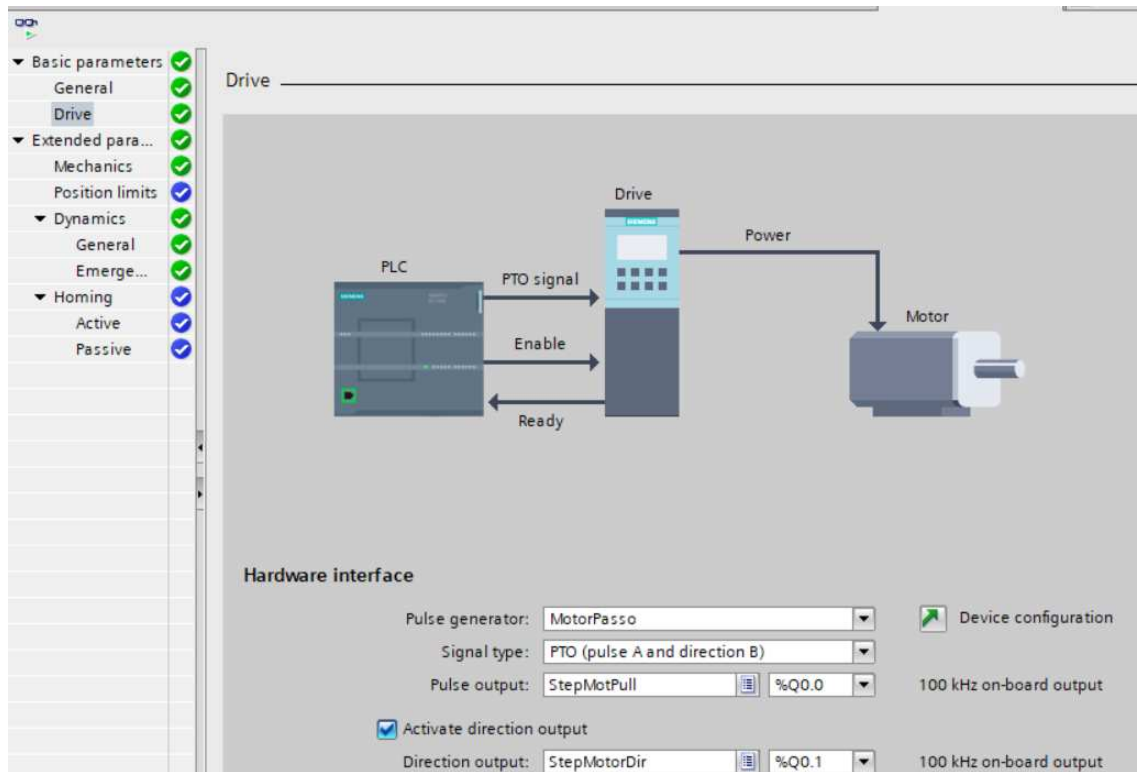 Basic parameters
General
Drive
Extended para...
Mechanics
Position limits
Dynamics
General
Emerge...
Homing
Active
Passive
Drive
Drive
SIEMENS
Power
PLC
PTO signal
SIEMENS
Motor
Enable
Ready
Hardware interface
Pulse generator: MotorPasso Device configuration
Signal type: PTO (pulse A and direction B)
Pulse output: StepMotPull %Q0.0 100 kHz on-board output
Activate direction output
Direction output: StepMotorDir %Q0.1 100 kHz on-board output